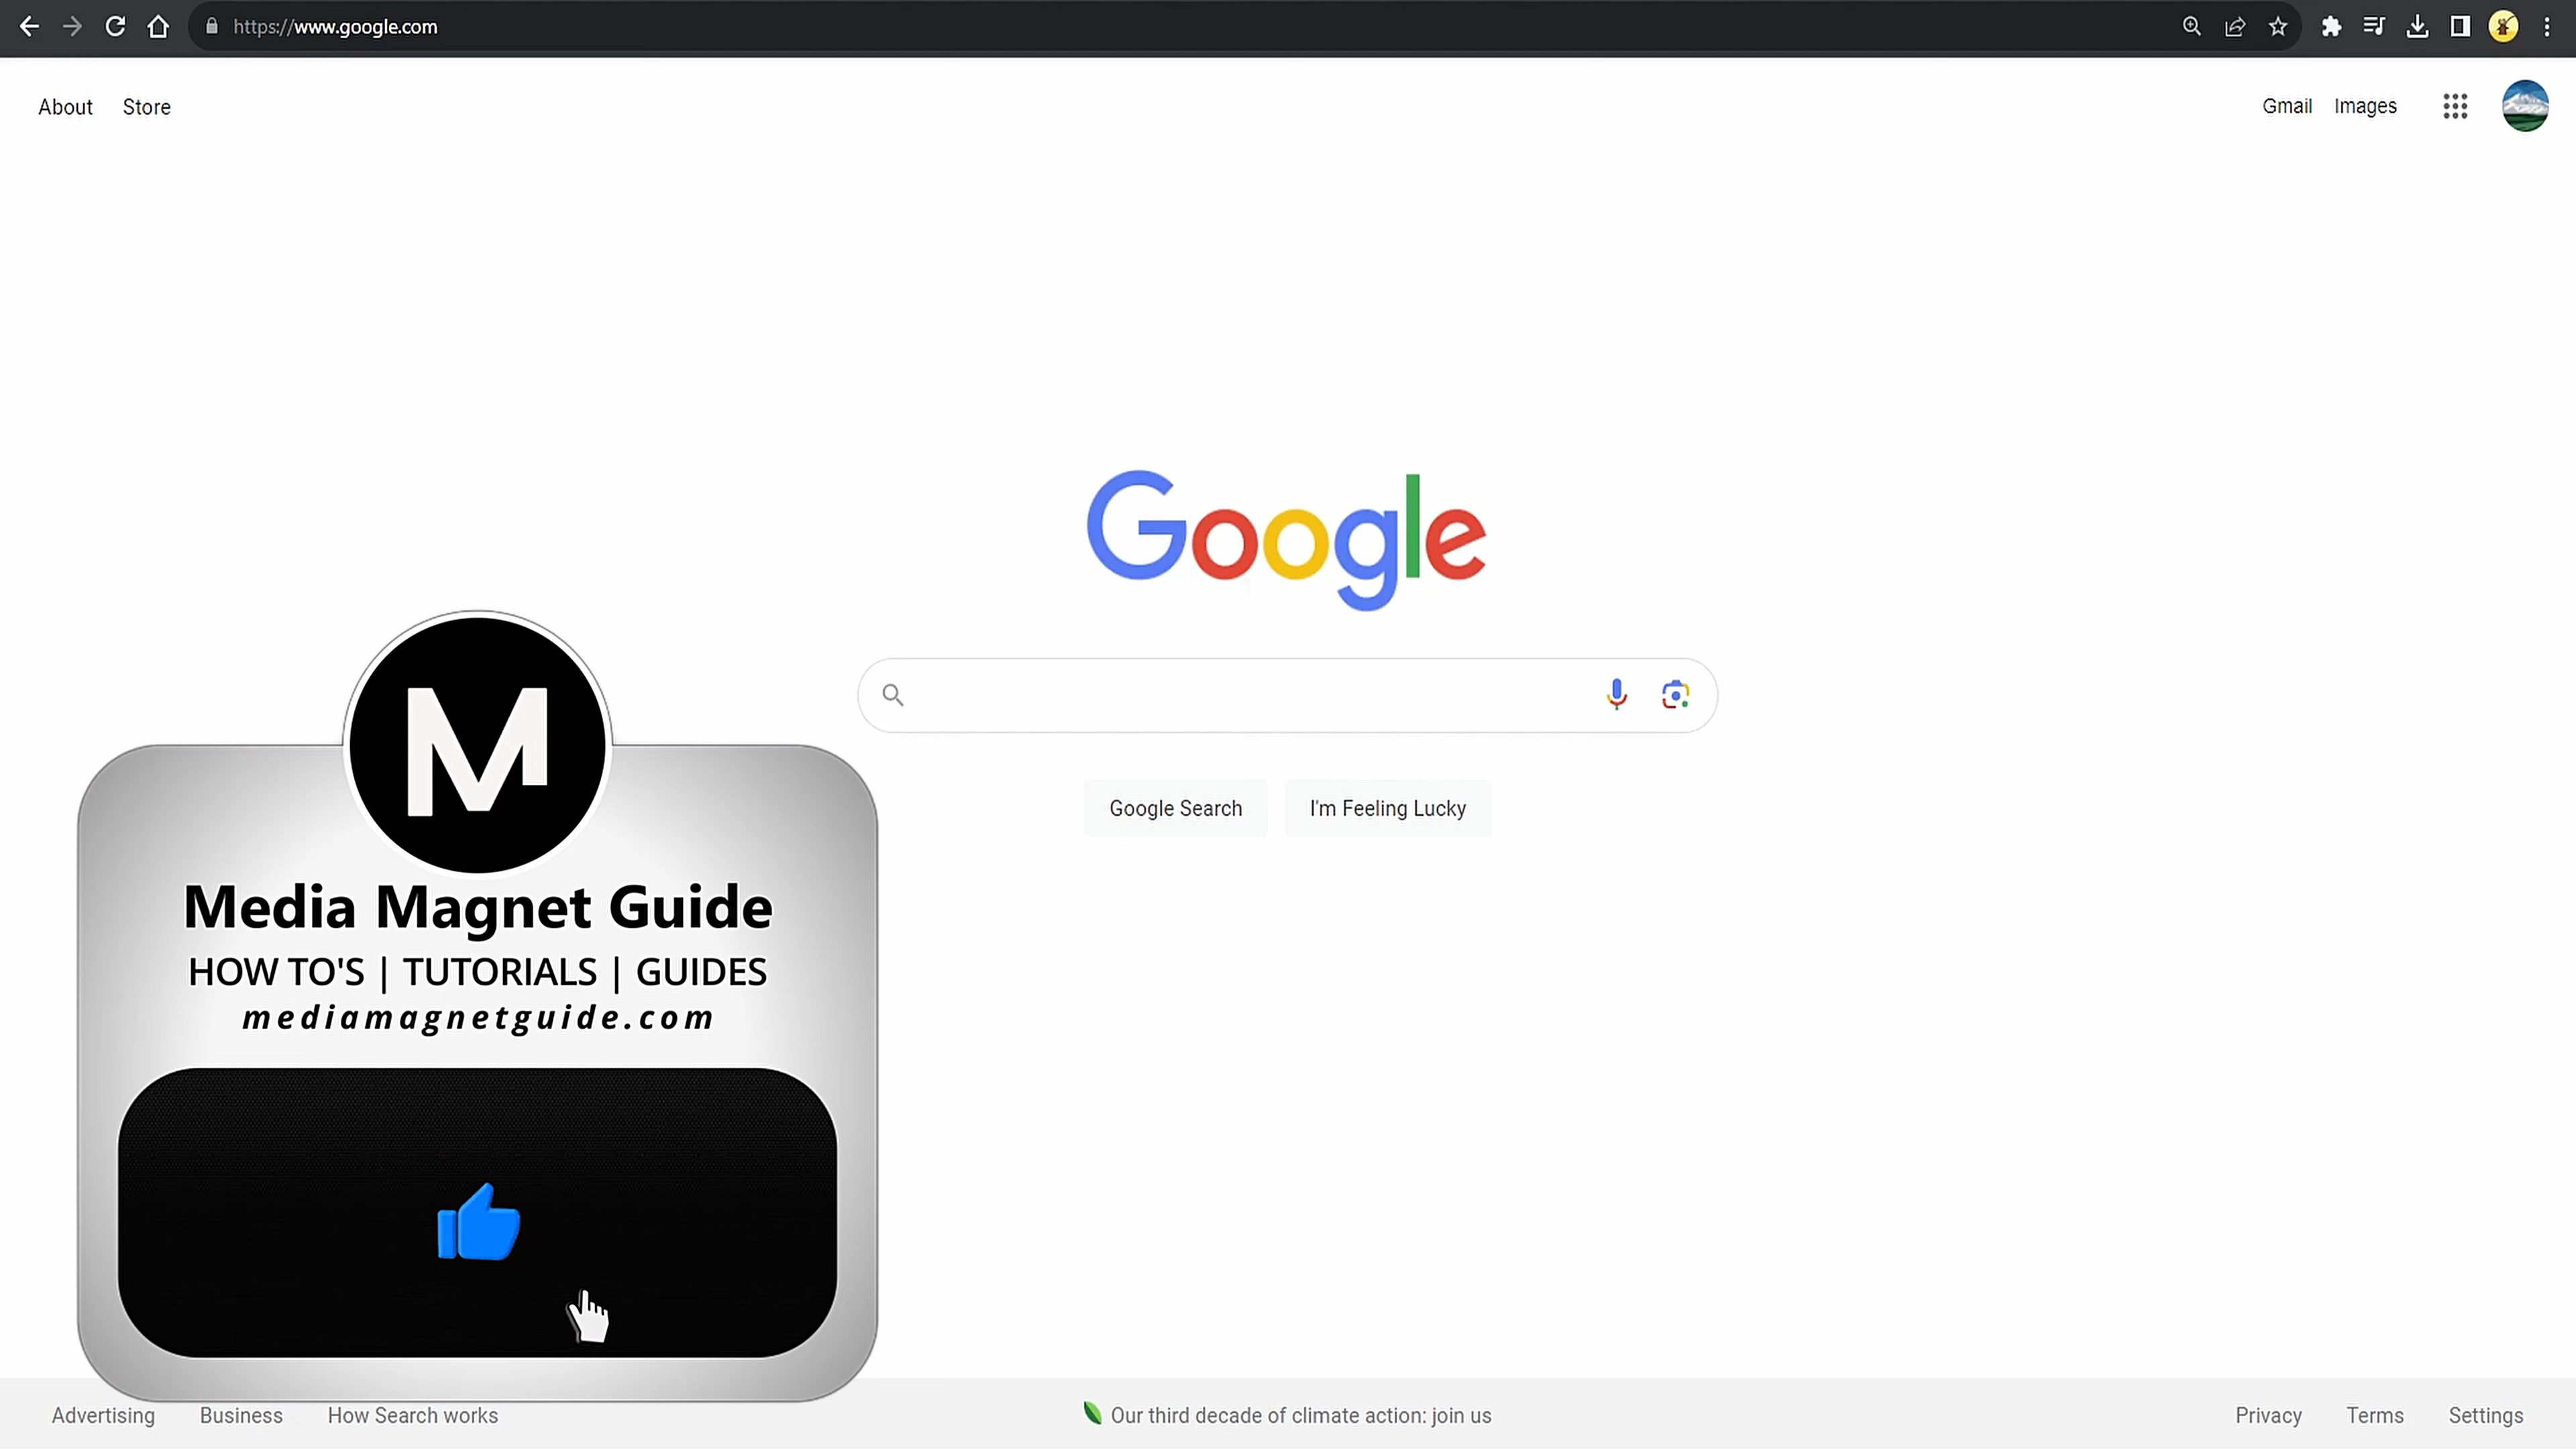 https://www.google.com
About Store
Gmail Images
Google
Google Search I'm Feeling Lucky
M
Media Magnet Guide
HOW TO'S | TUTORIALS | GUIDES
mediamagnetguide.com
Advertising Business How Search works
Our third decade of climate action: join us
Privacy Terms Settings